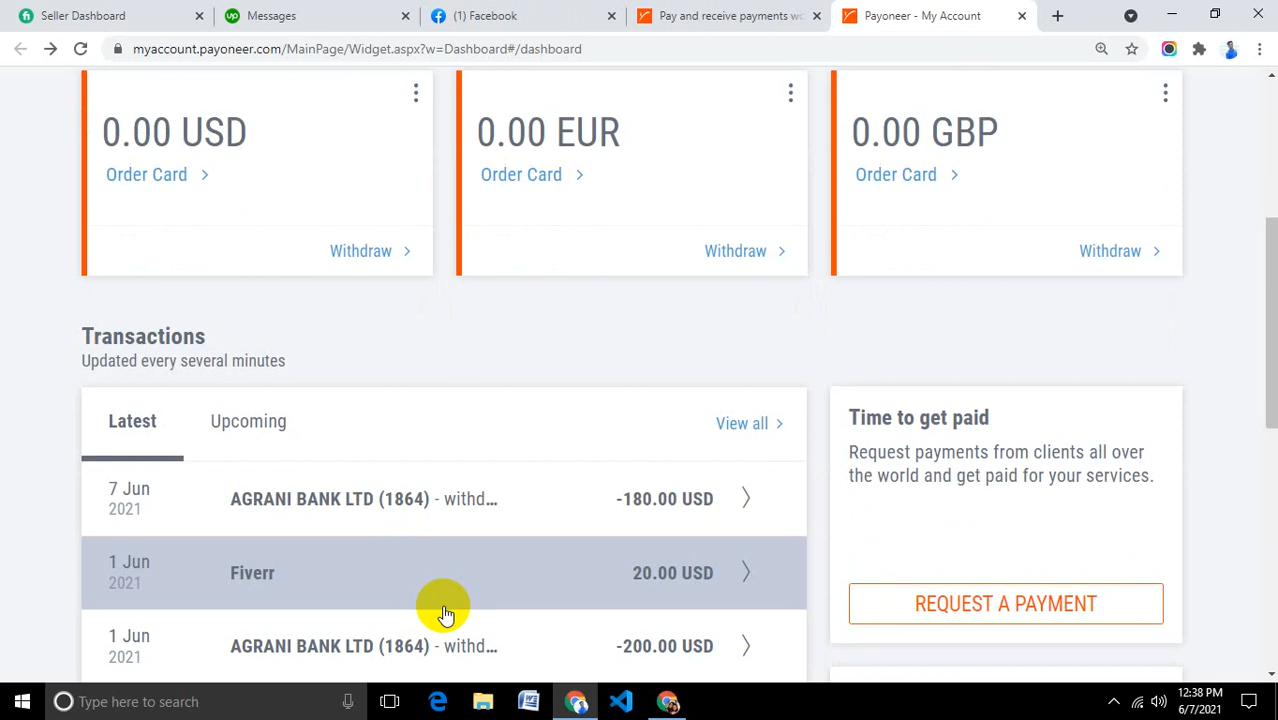 Seller Dashboard
Messages
(1) Facebook
Pay and receive payments wo
Payoneer - My Account
myaccount.payoneer.com/MainPage/Widget.aspx?w=Dashboard#/dashboard
0.00 USD
0.00 EUR
0.00 GBP
Order Card
Order Card
Order Card
Withdraw
Withdraw
Withdraw
Transactions
Updated every several minutes
Latest
Upcoming
View all
7 Jun
2021
AGRANI BANK LTD (1864) - withd...
-180.00 USD
1 Jun
2021
Fiverr
20.00 USD
1 Jun
2021
AGRANI BANK LTD (1864) - withd...
-200.00 USD
Time to get paid
Request payments from clients all over
the world and get paid for your services.
REQUEST A PAYMENT
Type here to search
12:38 PM
6/7/2021